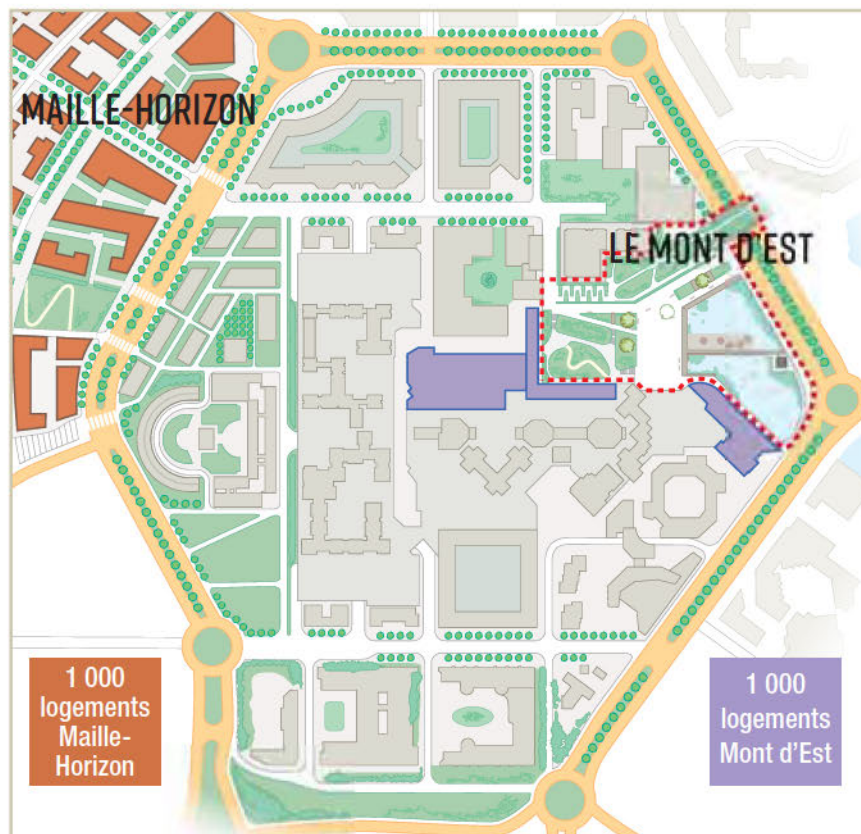 MAILLE-HORIZON
LE MONT D'EST
1 000
logements
Maille-
Horizon
1 000
logements
Mont d'Est